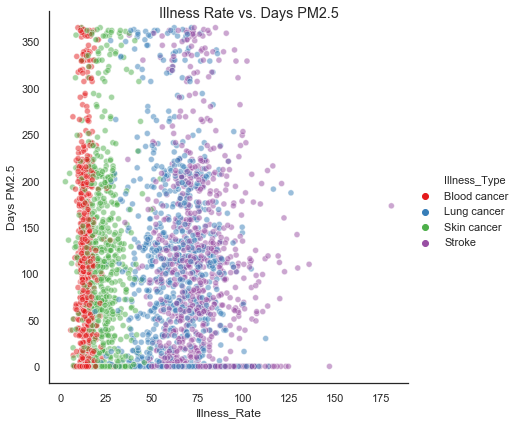 Illness Rate vs. Days PM2.5
350
300
250
200
150
100
50
0
Days PM2.5
0 25 50 75 100 125 150 175
Illness_Rate
Illness_Type
Blood cancer
Lung cancer
Skin cancer
Stroke